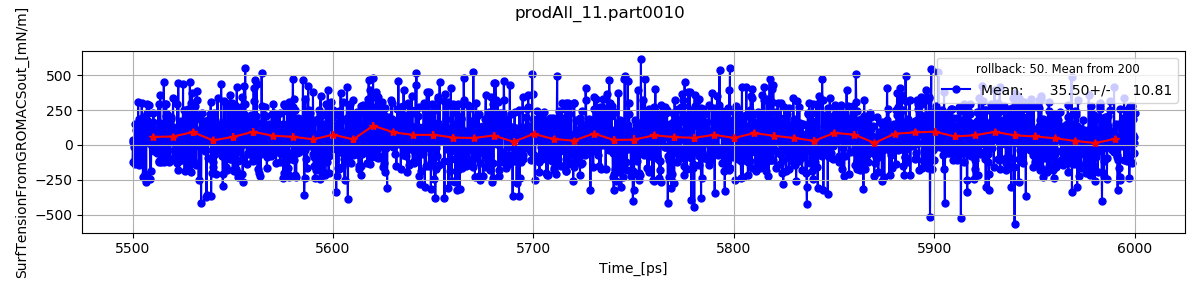 prodAll_11.part0010
SurfTensionFromGROMACSout_[mN/m]
500
250
0
−250
−500
rollback: 50. Mean from 200
Mean: 35.50+/- 10.81
5500
5600
5700
5800
5900
6000
Time_[ps]